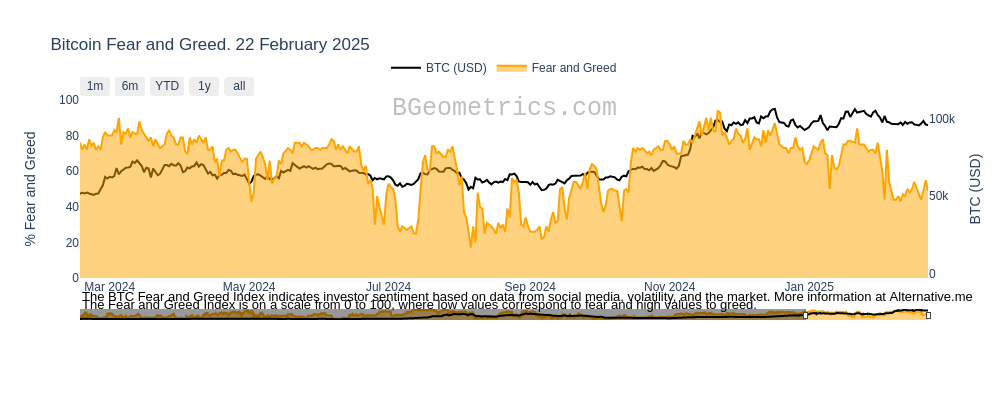 Bitcoin Fear and Greed. 22 February 2025
BTC (USD) Fear and Greed
1m 6m YTD 1y all
BGeometrics.com
100
80
60
40
20
0
% Fear and Greed
100k
50k
0
BTC (USD)
Mar 2024 May 2024 Jul 2024 Sep 2024 Nov 2024 Jan 2025
The BTC Fear and Greed Index indicates investor sentiment based on data from social media, volatility, and the market. More information at Alternative.me
The Fear and Greed Index is on a scale from 0 to 100, where low values correspond to fear and high values to greed.